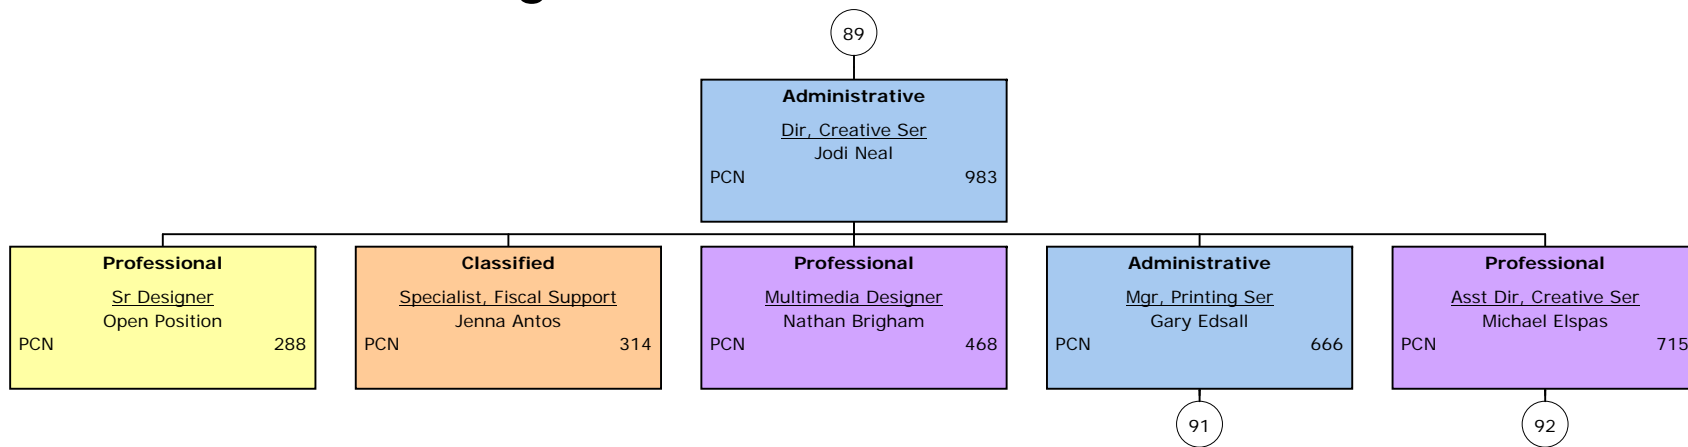 89
Administrative
Dir, Creative Ser
Jodi Neal
PCN 983
Professional
Sr Designer
Open Position
PCN 288
Classified
Specialist, Fiscal Support
Jenna Antos
PCN 314
Professional
Multimedia Designer
Nathan Brigham
PCN 468
Administrative
Mgr, Printing Ser
Gary Edsall
PCN 666
91
Professional
Asst Dir, Creative Ser
Michael Elspas
PCN 715
92